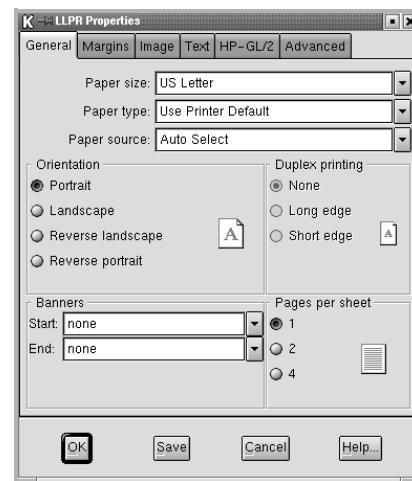 K LLPR Properties
General Margins Image Text HP-GL/2 Advanced
Paper size: US Letter
Paper type: Use Printer Default
Paper source: Auto Select
Orientation
Portrait
Landscape
Reverse landscape
Reverse portrait
A
Duplex printing
None
Long edge
Short edge
A
Banners
Start: none
End: none
Pages per sheet
1
2
4
OK Save Cancel Help...